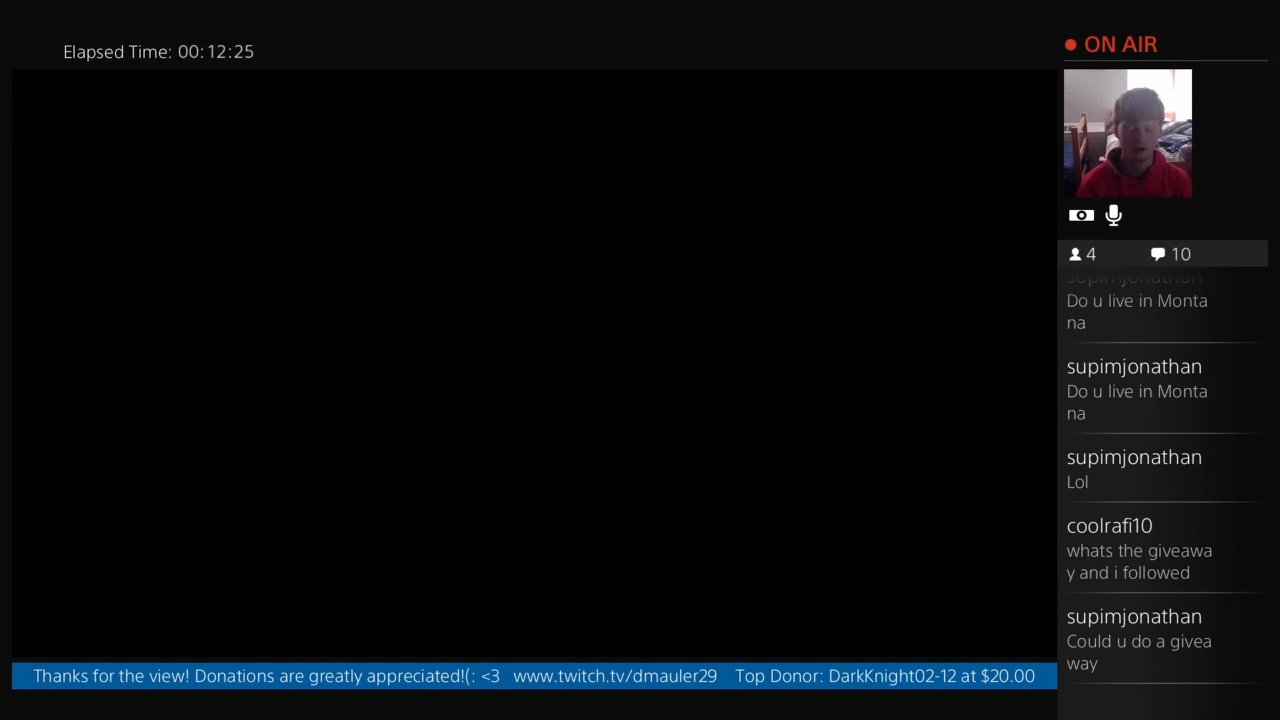 Elapsed Time: 00:12:25
ON AIR
4 10
supimjonathan
Do u live in Monta
na
supimjonathan
Do u live in Monta
na
supimjonathan
Lol
coolrafi10
whats the giveawa
y and i followed
supimjonathan
Could u do a givea
way
Thanks for the view! Donations are greatly appreciated!(: <3 www.twitch.tv/dmauler29 Top Donor: DarkKnight02-12 at $20.00